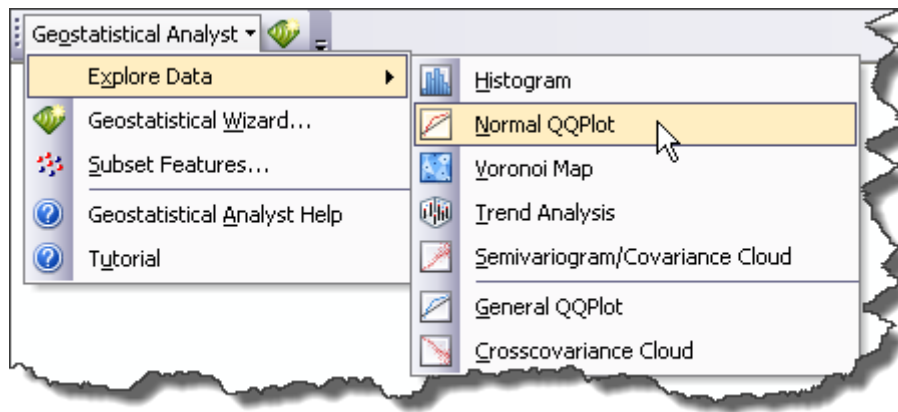 Geostatistical Analyst
Explore Data
Geostatistical Wizard...
Subset Features...
Geostatistical Analyst Help
Tutorial
Histogram
Normal QQPlot
Voronoi Map
Trend Analysis
Semivariogram/Covariance Cloud
General QQPlot
Crosscovariance Cloud